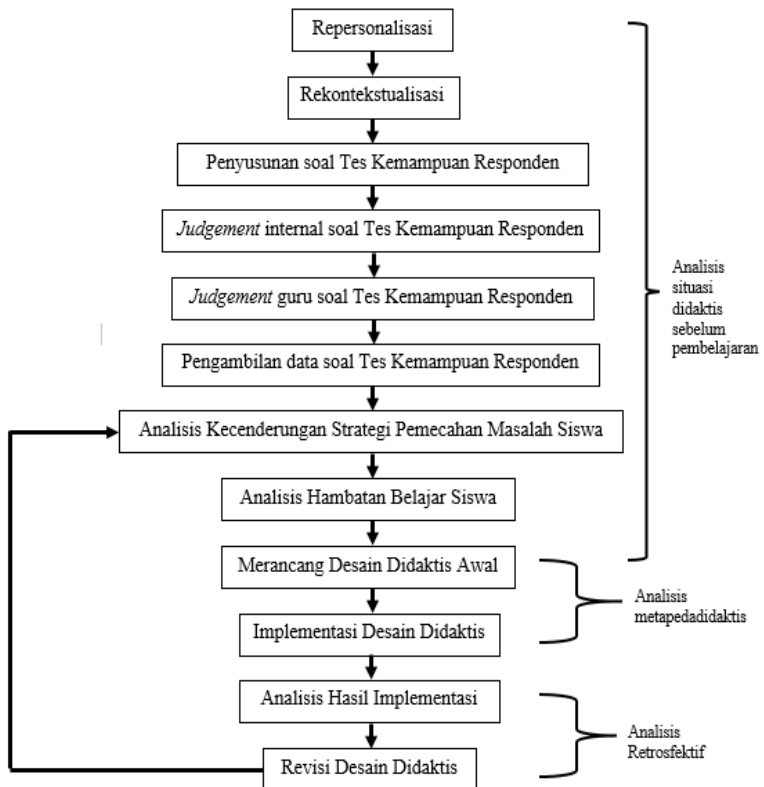 Repersonalisasi
Rekontekstualisasi
Penyusunan soal Tes Kemampuan Responden
Judgement internal soal Tes Kemampuan Responden
Judgement guru soal Tes Kemampuan Responden
Pengambilan data soal Tes Kemampuan Responden
Analisis Kecenderungan Strategi Pemecahan Masalah Siswa
Analisis Hambatan Belajar Siswa
Merancang Desain Didaktis Awal
Implementasi Desain Didaktis
Analisis Hasil Implementasi
Revisi Desain Didaktis
Analisis
situasi
didaktis
sebelum
pembelajaran
Analisis
metapedadidaktis
Analisis
Retrosfektif